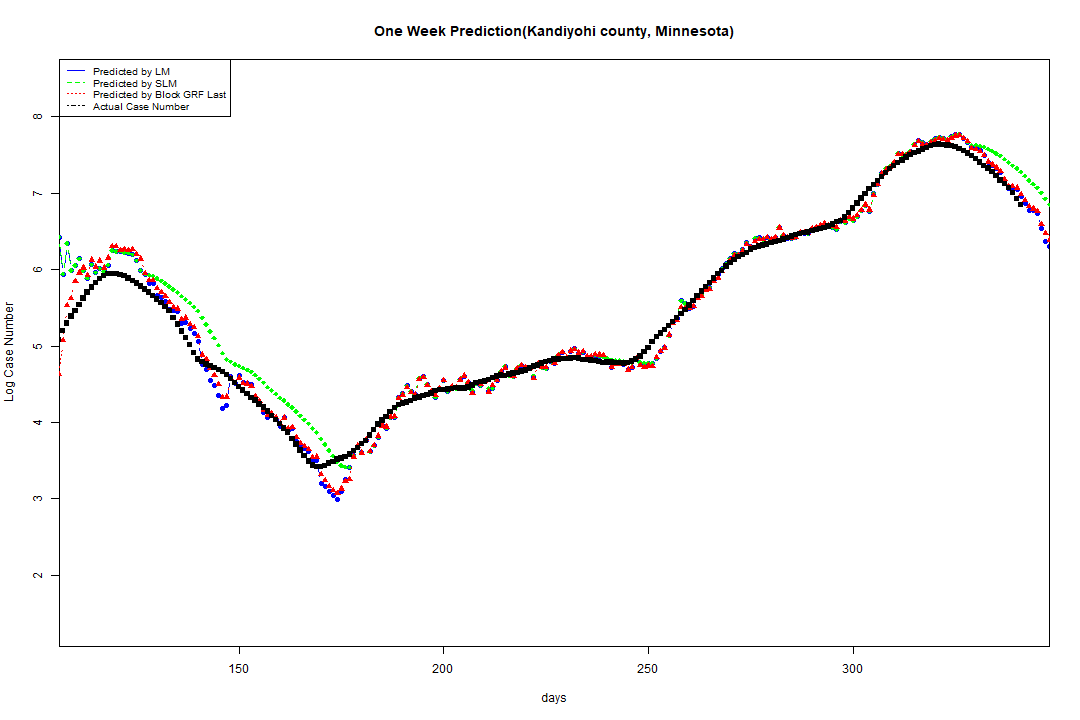 One Week Prediction(Kandiyohi county, Minnesota)
Predicted by LM
Predicted by SLM
Predicted by Block GRF Last
Actual Case Number
8
7
6
5
4
3
2
Log Case Number
150 200 250 300
days